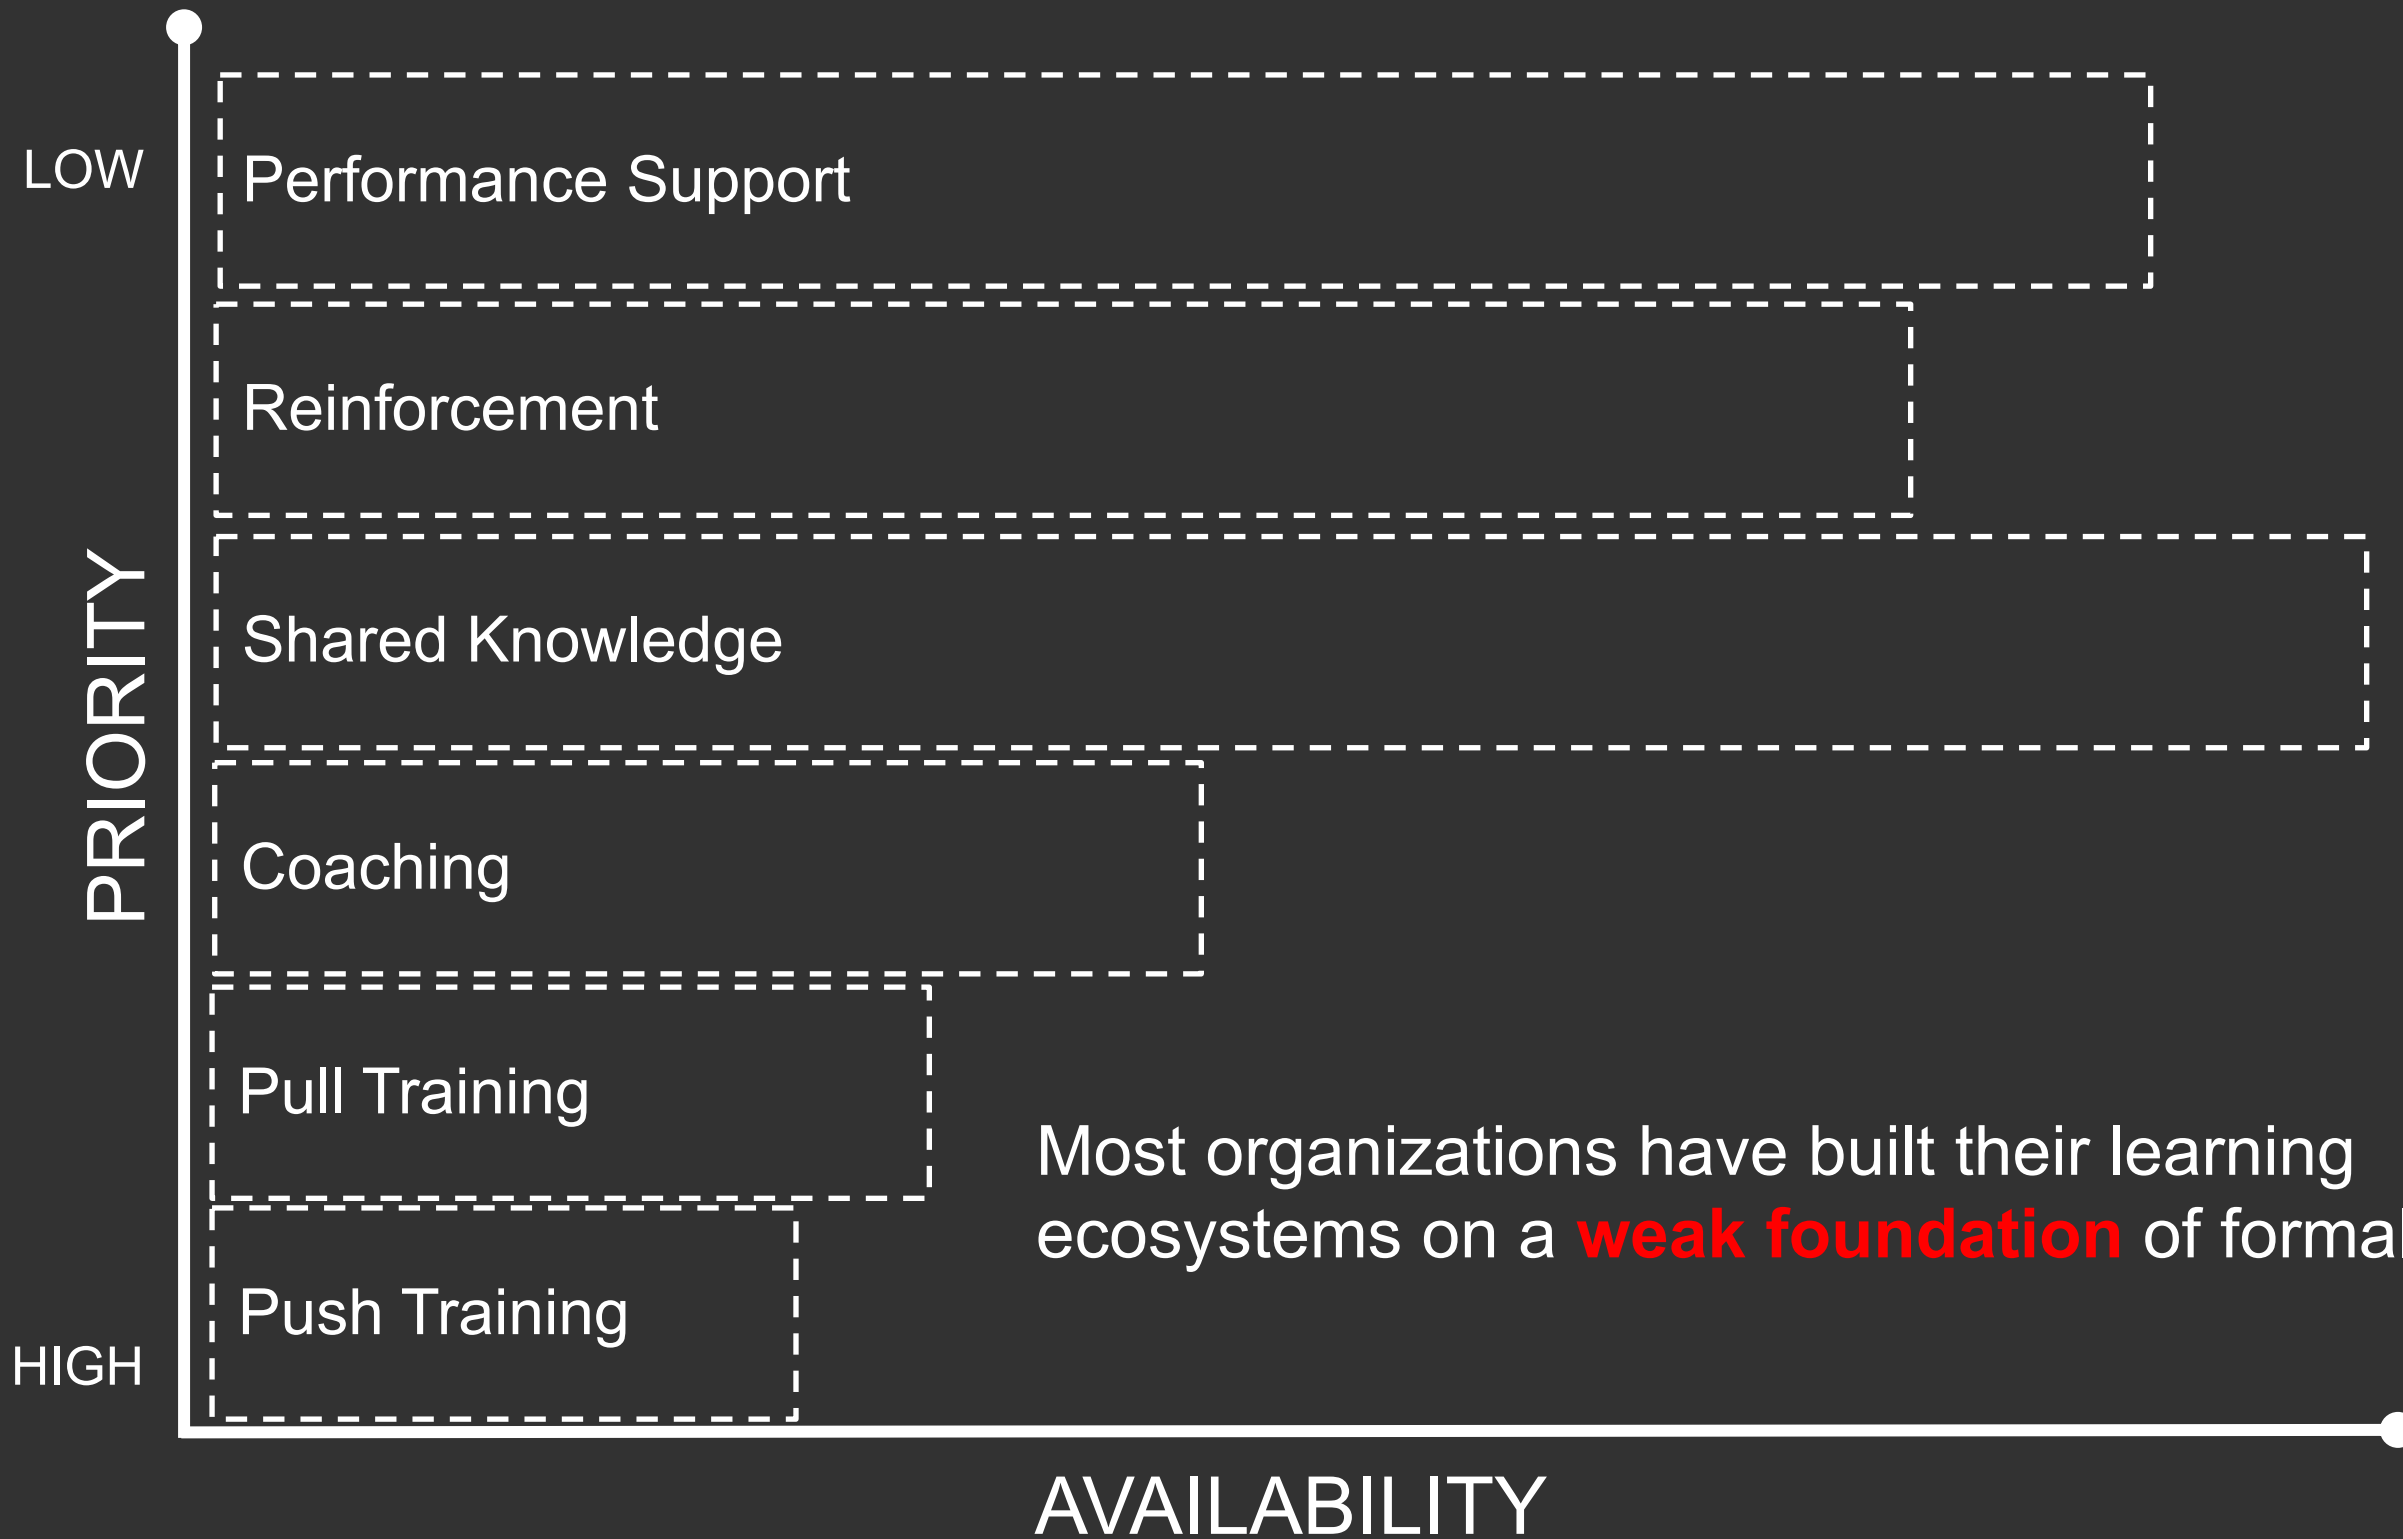 LOW
Performance Support
Reinforcement
Shared Knowledge
PRIORITY
Coaching
Pull Training
Most organizations have built their learning
ecosystems on a weak foundation of formal
Push Training
HIGH
AVAILABILITY